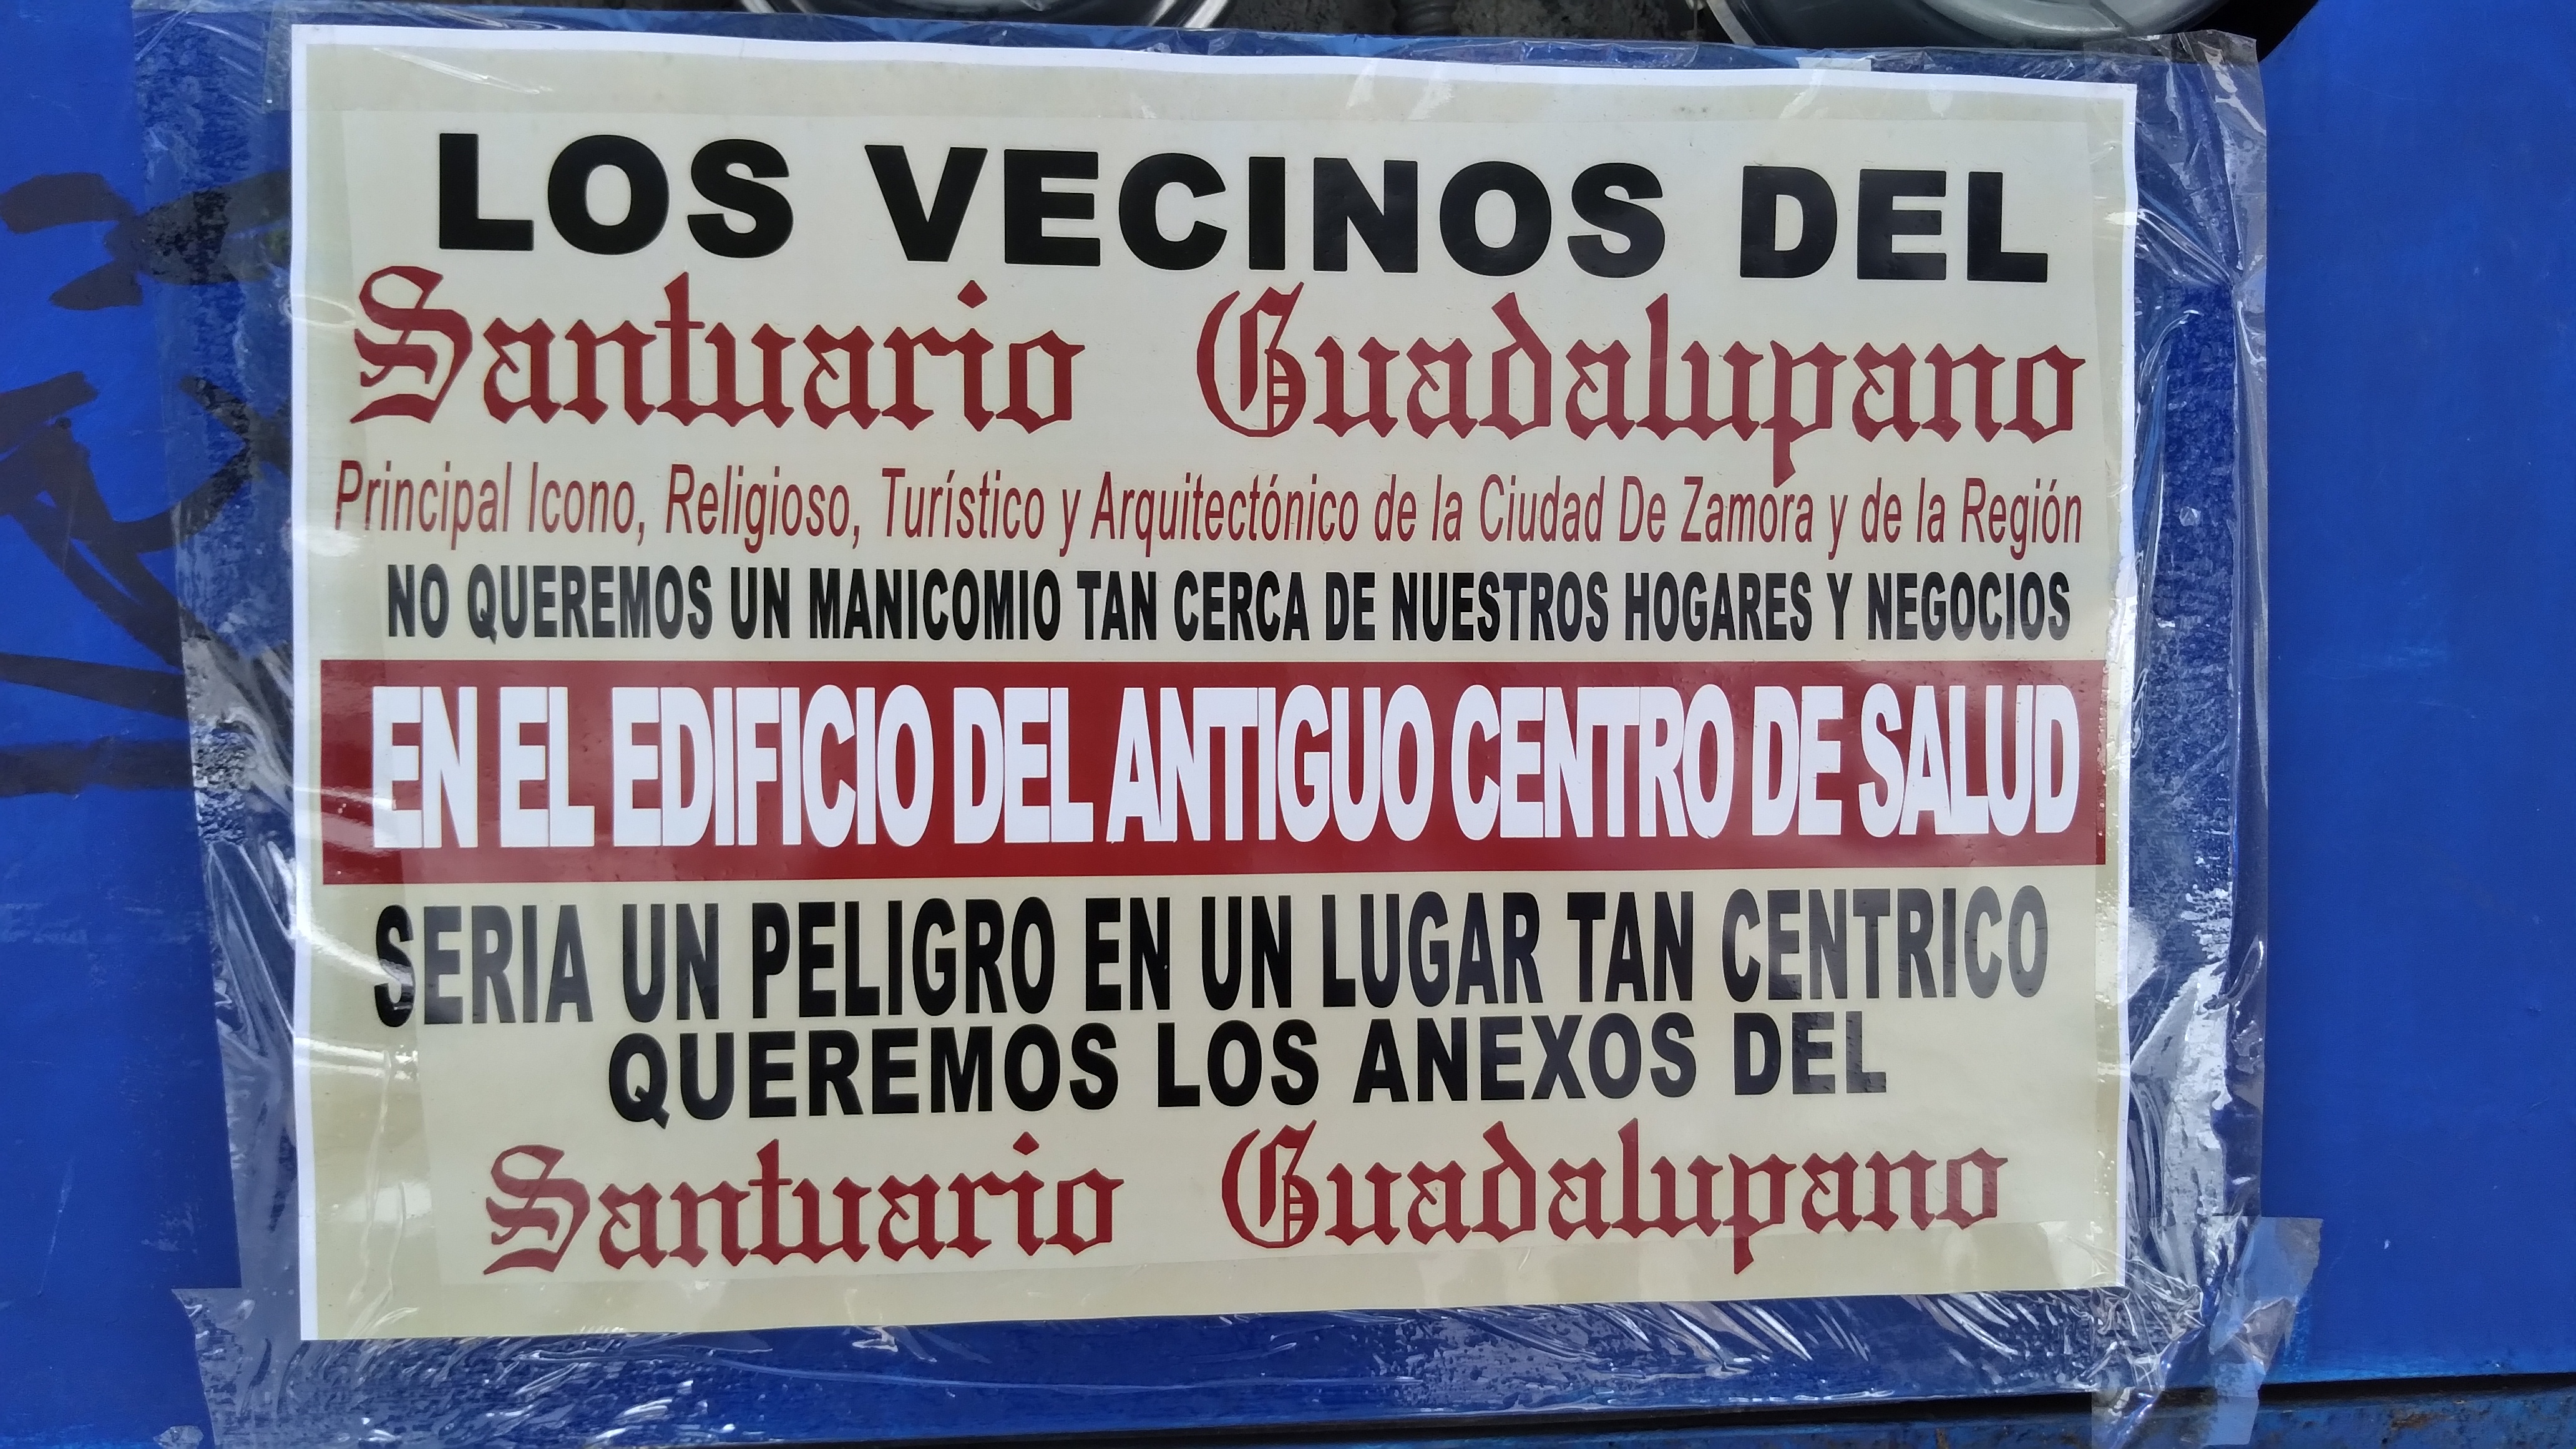 LOS VECINOS DEL
Santuario Guadalupano
Principal Icono, Religioso, Turístico y Arquitectónico de la Ciudad De Zamora y de la Región
NO QUEREMOS UN MANICOMIO TAN CERCA DE NUESTROS HOGARES Y NEGOCIOS
EN EL EDIFICIO DEL ANTIGUO CENTRO DE SALUD
SERIA UN PELIGRO EN UN LUGAR TAN CENTRICO
QUEREMOS LOS ANEXOS DEL
Santuario Guadalupano